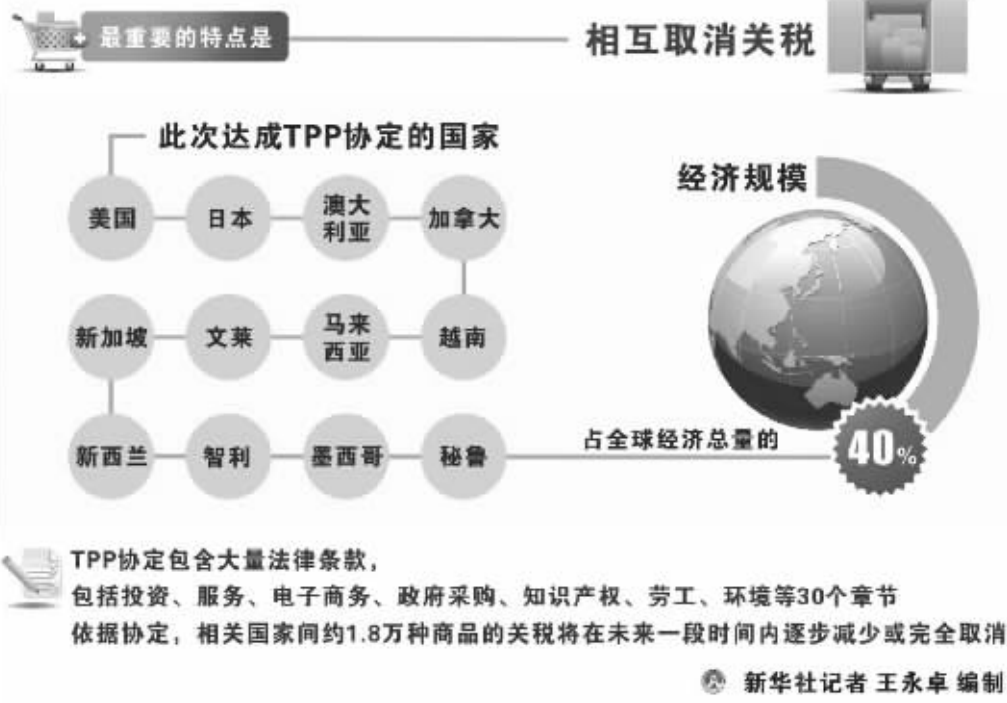 最重要的特点是
相互取消关税
此次达成TPP协定的国家
经济规模
美国 日本 澳大利亚 加拿大
新加坡 文莱 马来西亚 越南
新西兰 智利 墨西哥 秘鲁
占全球经济总量的
40%
TPP协定包含大量法律条款，
包括投资、服务、电子商务、政府采购、知识产权、劳工、环境等30个章节
依据协定，相关国家间约1.8万种商品的关税将在未来一段时间内逐步减少或完全取消
新华社记者 王永卓 编制